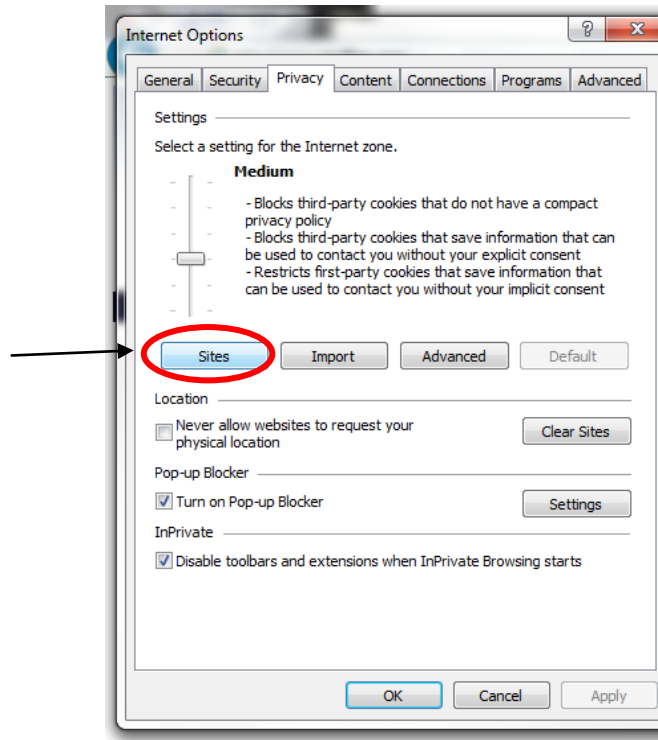 Internet Options
General Security Privacy Content Connections Programs Advanced
Settings
Select a setting for the Internet zone.
Medium
- Blocks third-party cookies that do not have a compact
privacy policy
- Blocks third-party cookies that save information that can
be used to contact you without your explicit consent
- Restricts first-party cookies that save information that
can be used to contact you without your implicit consent
Sites Import Advanced Default
Location
Never allow websites to request your
physical location
Clear Sites
Pop-up Blocker
Turn on Pop-up Blocker
Settings
InPrivate
Disable toolbars and extensions when InPrivate Browsing starts
OK Cancel Apply